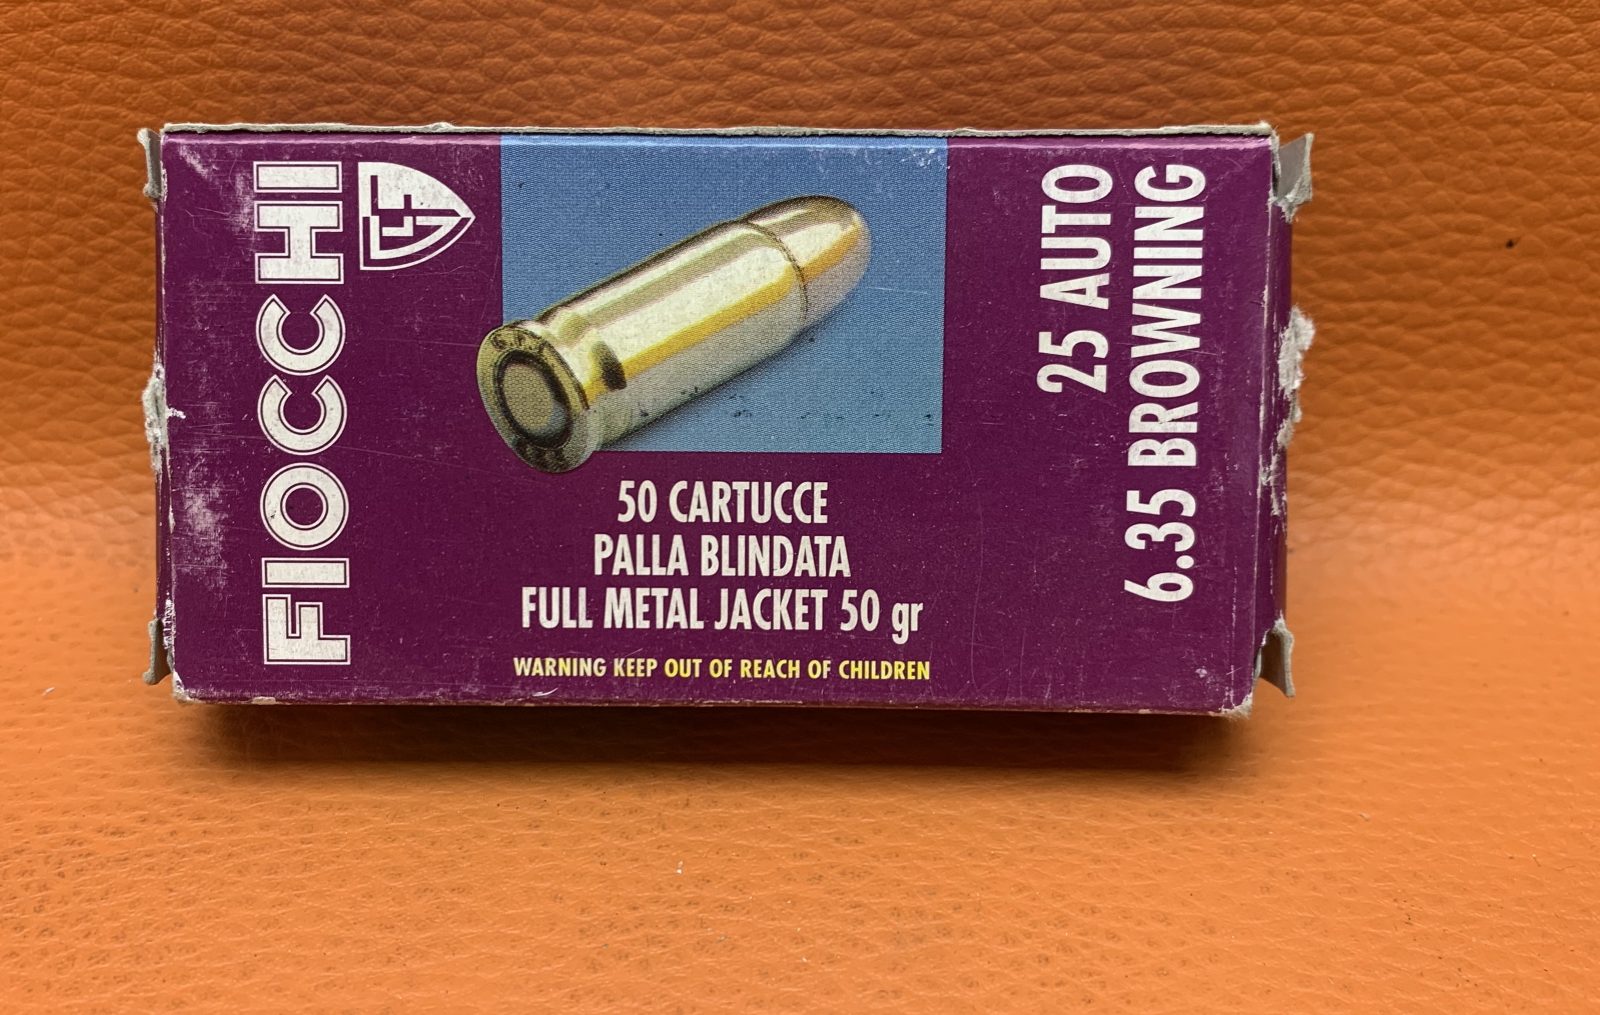 FIOCCHI
50 CARTUCCE
PALLA BLINDATA
FULL METAL JACKET 50 gr
WARNING KEEP OUT OF REACH OF CHILDREN
25 AUTO
6.35 BROWNING